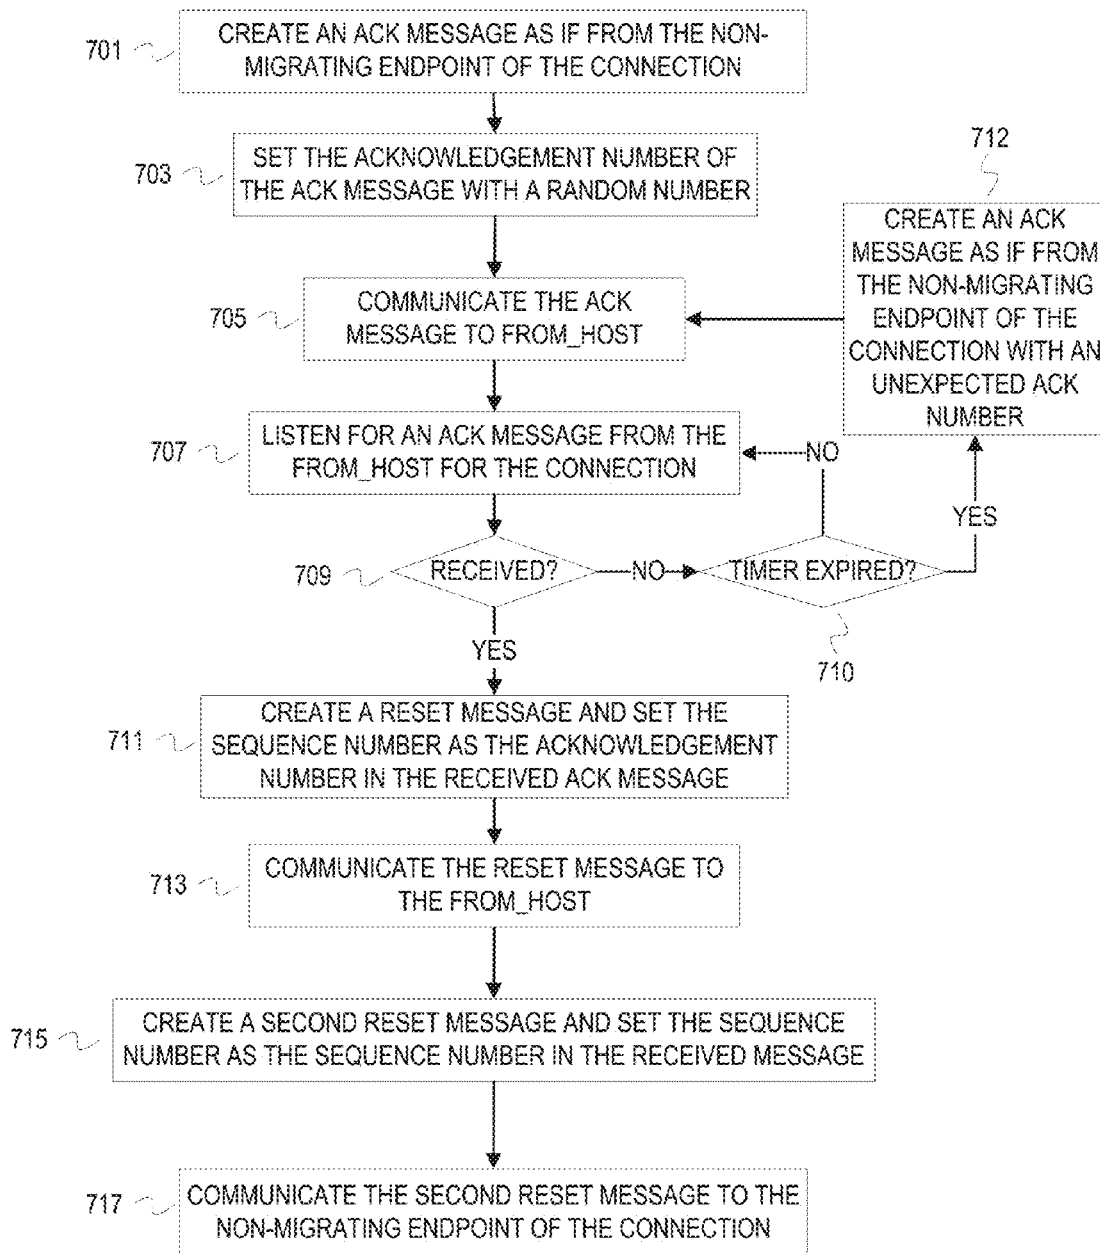 701
CREATE AN ACK MESSAGE AS IF FROM THE NON-
MIGRATING ENDPOINT OF THE CONNECTION
703
SET THE ACKNOWLEDGEMENT NUMBER OF
THE ACK MESSAGE WITH A RANDOM NUMBER
712
CREATE AN ACK
MESSAGE AS IF FROM
THE NON-MIGRATING
ENDPOINT OF THE
CONNECTION WITH AN
UNEXPECTED ACK
NUMBER
705
COMMUNICATE THE ACK
MESSAGE TO FROM_HOST
707
LISTEN FOR AN ACK MESSAGE FROM THE
FROM_HOST FOR THE CONNECTION
NO
YES
709
RECEIVED?
NO
TIMER EXPIRED?
YES
710
711
CREATE A RESET MESSAGE AND SET THE
SEQUENCE NUMBER AS THE ACKNOWLEDGEMENT
NUMBER IN THE RECEIVED ACK MESSAGE
713
COMMUNICATE THE RESET MESSAGE TO
THE FROM_HOST
715
CREATE A SECOND RESET MESSAGE AND SET THE SEQUENCE
NUMBER AS THE SEQUENCE NUMBER IN THE RECEIVED MESSAGE
717
COMMUNICATE THE SECOND RESET MESSAGE TO THE
NON-MIGRATING ENDPOINT OF THE CONNECTION